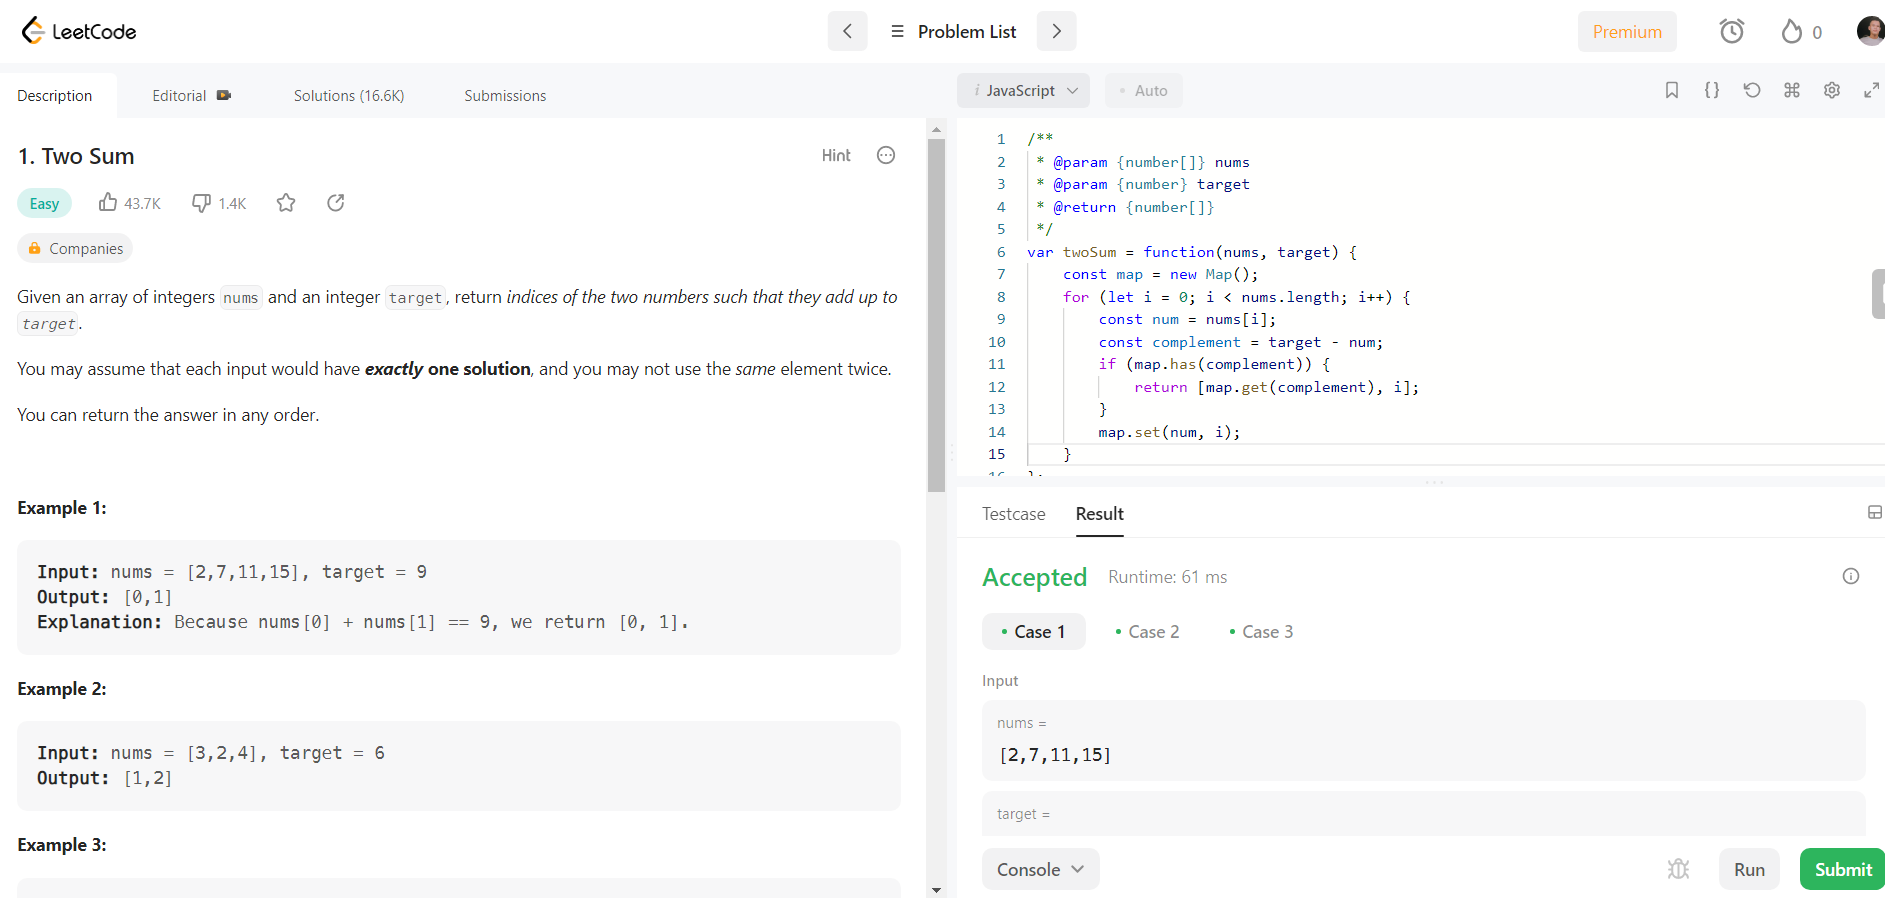 LeetCode
Problem List
Premium
0
Description
Editorial
Solutions (16.6K)
Submissions
1. Two Sum
Hint
Easy
43.7K
1.4K
Companies
Given an array of integers nums and an integer target, return indices of the two numbers such that they add up to
target.
You may assume that each input would have exactly one solution, and you may not use the same element twice.
You can return the answer in any order.
Example 1:
Input: nums = [2,7,11,15], target = 9
Output: [0,1]
Explanation: Because nums[0] + nums[1] == 9, we return [0, 1].
Example 2:
Input: nums = [3,2,4], target = 6
Output: [1,2]
Example 3:
i JavaScript
Auto
1 /**
2 * @param {number[]} nums
3 * @param {number} target
4 * @return {number[]}
5 */
6 var twoSum = function(nums, target) {
7 const map = new Map();
8 for (let i = 0; i < nums.length; i++) {
9 const num = nums[i];
10 const complement = target - num;
11 if (map.has(complement)) {
12 return [map.get(complement), i];
13 }
14 map.set(num, i);
15 }
16 };
Testcase
Result
Accepted
Runtime: 61 ms
Case 1
Case 2
Case 3
Input
nums =
[2,7,11,15]
target =
Console
Run
Submit